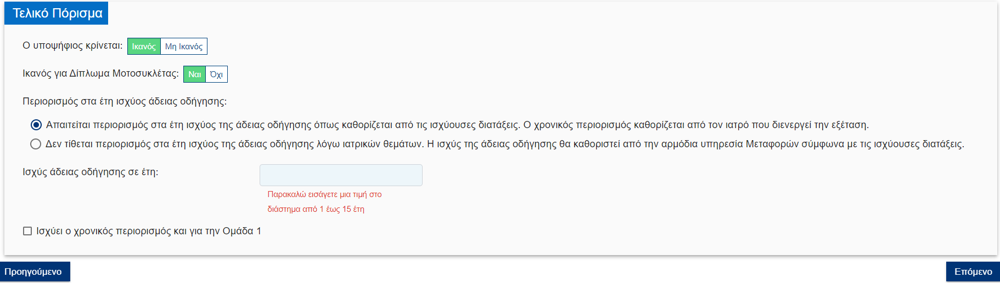 Τελικό Πόρισμα
Ο υποψήφιος κρίνεται: Ικανός Μη Ικανός
Ικανός για Δίπλωμα Μοτοσυκλέτας: Ναι Όχι
Περιορισμός στα έτη ισχύος άδειας οδήγησης:
Απαιτείται περιορισμός στα έτη ισχύος της άδειας οδήγησης όπως καθορίζεται από τις ισχύουσες διατάξεις. Ο χρονικός περιορισμός καθορίζεται από τον ιατρό που διενεργεί την εξέταση.
Δεν τίθεται περιορισμός στα έτη ισχύος της άδειας οδήγησης λόγω ιατρικών θεμάτων. Η ισχύς της άδειας οδήγησης θα καθοριστεί από την αρμόδια υπηρεσία Μεταφορών σύμφωνα με τις ισχύουσες διατάξεις.
Ισχύς άδειας οδήγησης σε έτη:
Παρακαλώ εισάγετε μια τιμή στο
διάστημα από 1 έως 15 έτη
Ισχύει ο χρονικός περιορισμός και για την Ομάδα 1
Προηγούμενο Επόμενο